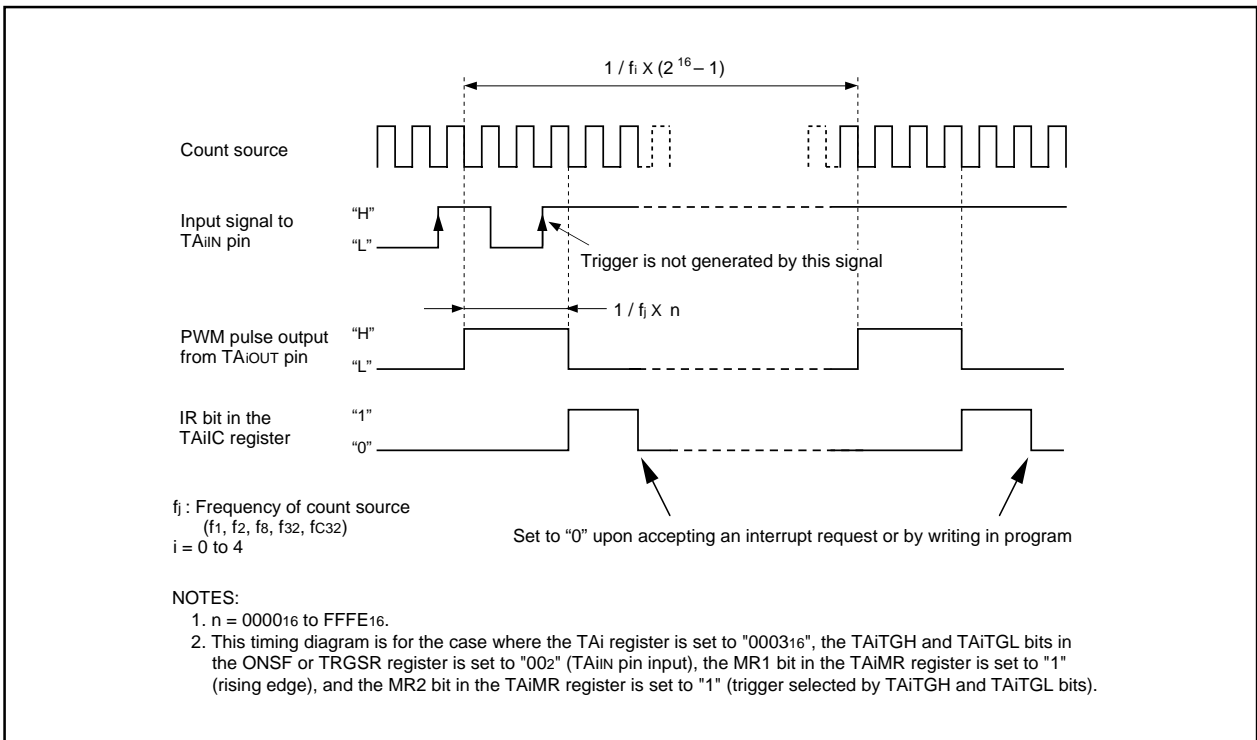 1 / fi X (2 16 – 1)
Count source
Input signal to
TAiIN pin
“H”
“L”
Trigger is not generated by this signal
1 / fj X n
PWM pulse output
from TAiOUT pin
“H”
“L”
IR bit in the
TAiIC register
“1”
“0”
fj : Frequency of count source
(f1, f2, f8, f32, fC32)
i = 0 to 4
Set to “0” upon accepting an interrupt request or by writing in program
NOTES:
1. n = 000016 to FFFE16.
2. This timing diagram is for the case where the TAi register is set to "000316", the TAiTGH and TAiTGL bits in
the ONSF or TRGSR register is set to "002" (TAiIN pin input), the MR1 bit in the TAiMR register is set to "1"
(rising edge), and the MR2 bit in the TAiMR register is set to "1" (trigger selected by TAiTGH and TAiTGL bits).